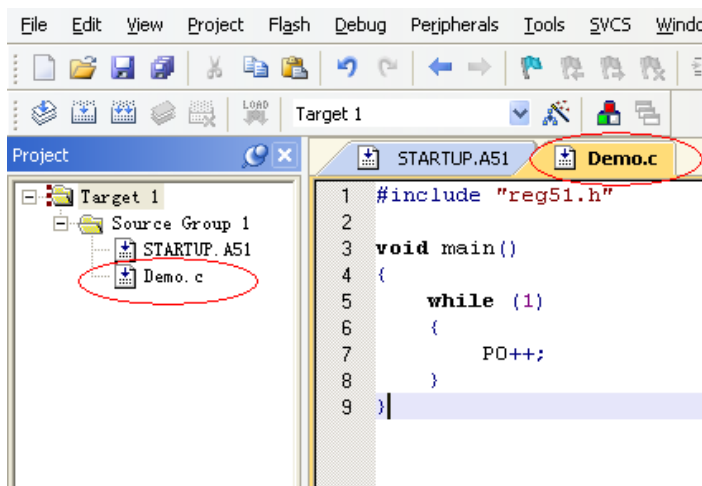 File Edit View Project Flash Debug Peripherals Tools SVCS
LOAD Target 1
Project
Target 1
Source Group 1
STARTUP.A51
Demo.c
STARTUP.A51 Demo.c
1 #include "reg51.h"
2
3 void main()
4 {
5 while (1)
6 {
7 P0++;
8 }
9 }